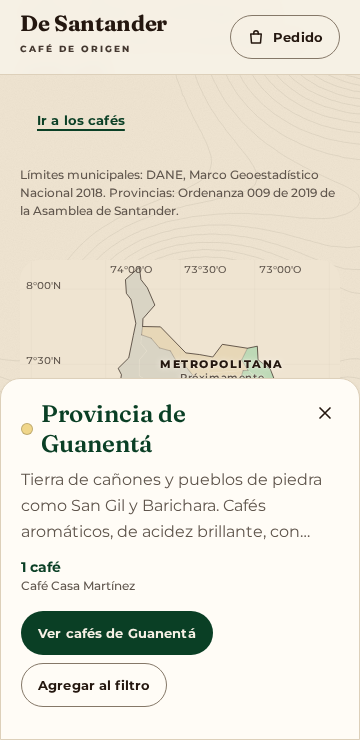 De Santander
CAFÉ DE ORIGEN
Pedido
Ir a los cafés
Límites municipales: DANE, Marco Geoestadístico
Nacional 2018. Provincias: Ordenanza 009 de 2019 de
la Asamblea de Santander.
74°00'O 73°30'O 73°00'O
8°00'N
7°30'N
METROPOLITANA
Próximamente
Provincia de
Guanentá
Tierra de cañones y pueblos de piedra
como San Gil y Barichara. Cafés
aromáticos, de acidez brillante, con...
1 café
Café Casa Martínez
Ver cafés de Guanentá
Agregar al filtro